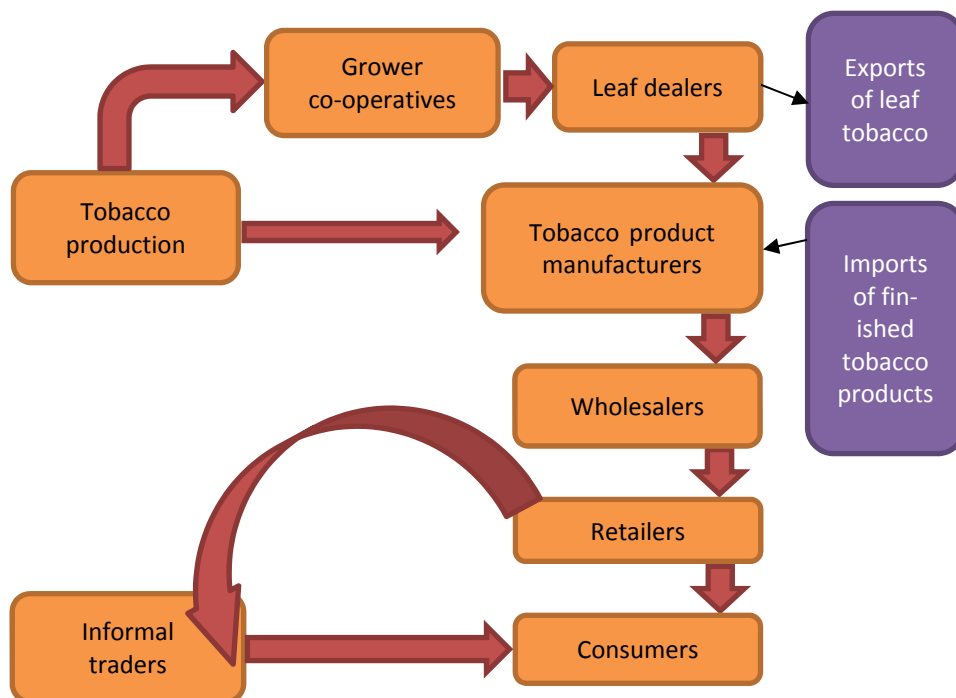 Grower
co-operatives
Leaf dealers
Exports
of leaf
tobacco
Tobacco
production
Tobacco product
manufacturers
Imports
of fin-
ished
tobacco
products
Wholesalers
Retailers
Informal
traders
Consumers